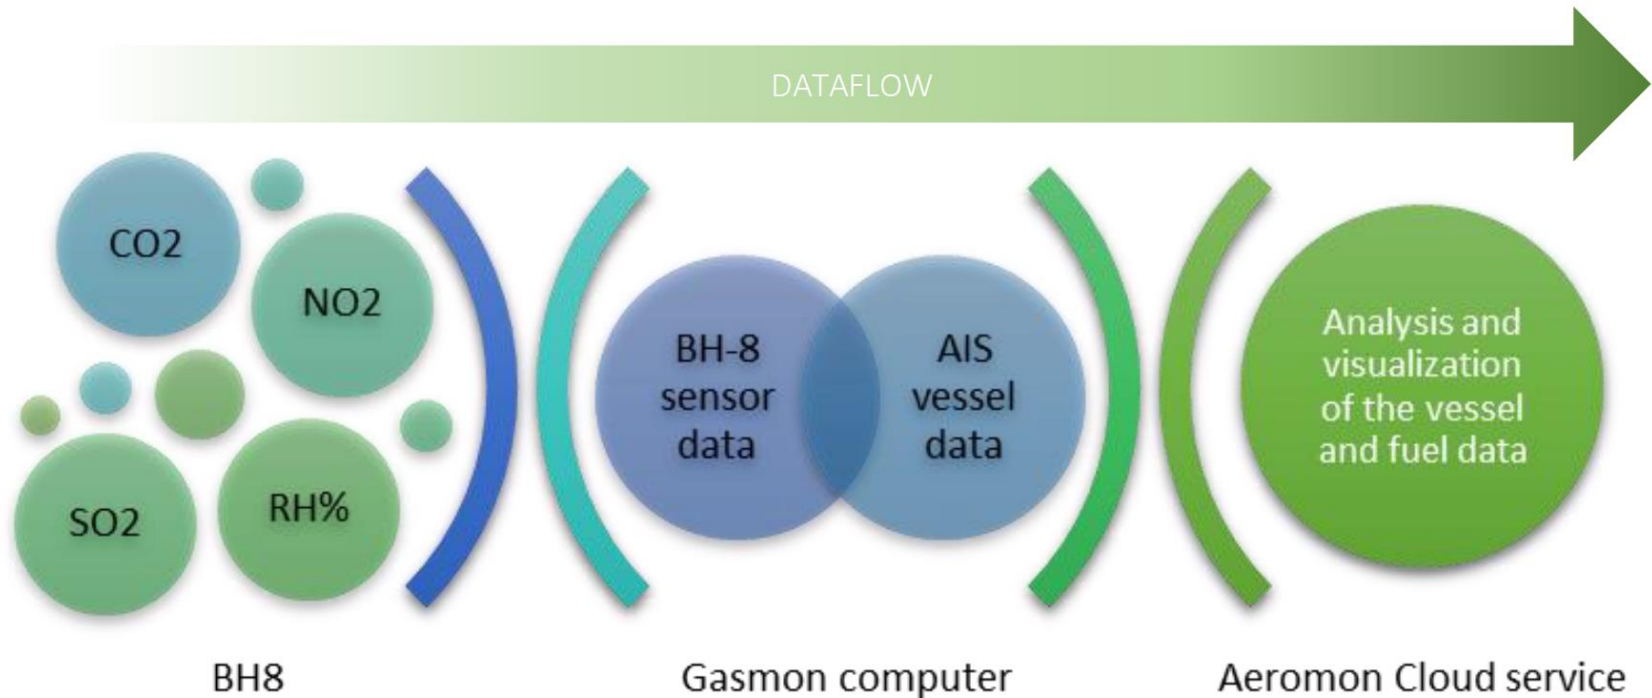 DATAFLOW
CO2
NO2
SO2
RH%
BH-8
sensor
data
AIS
vessel
data
Analysis and
visualization
of the vessel
and fuel data
BH8
Gasmon computer
Aeromon Cloud service